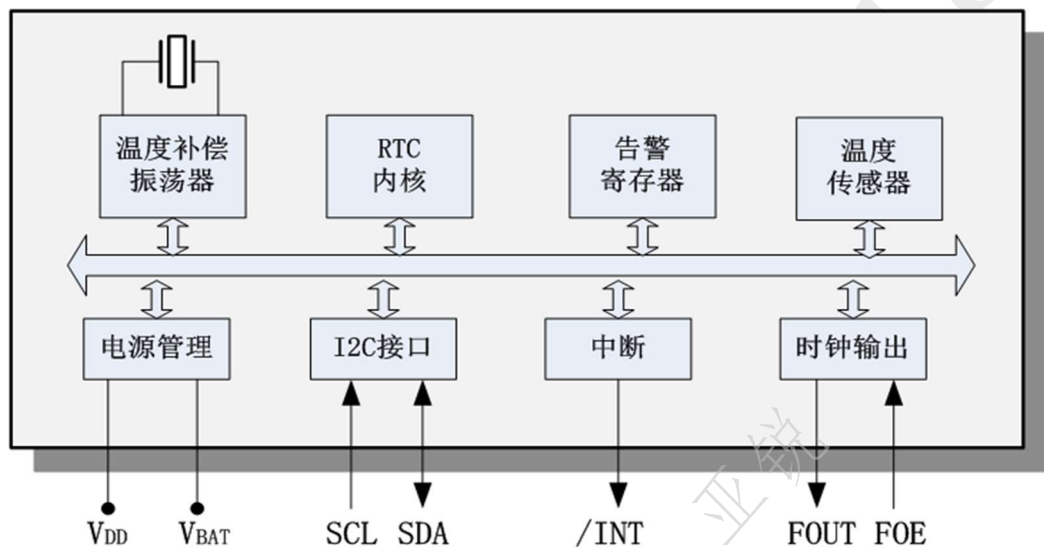 温度补偿
振荡器
RTC
内核
告警
寄存器
温度
传感器
电源管理
I2C接口
中断
时钟输出
VDD VBAT SCL SDA /INT FOUT FOE
亚锐